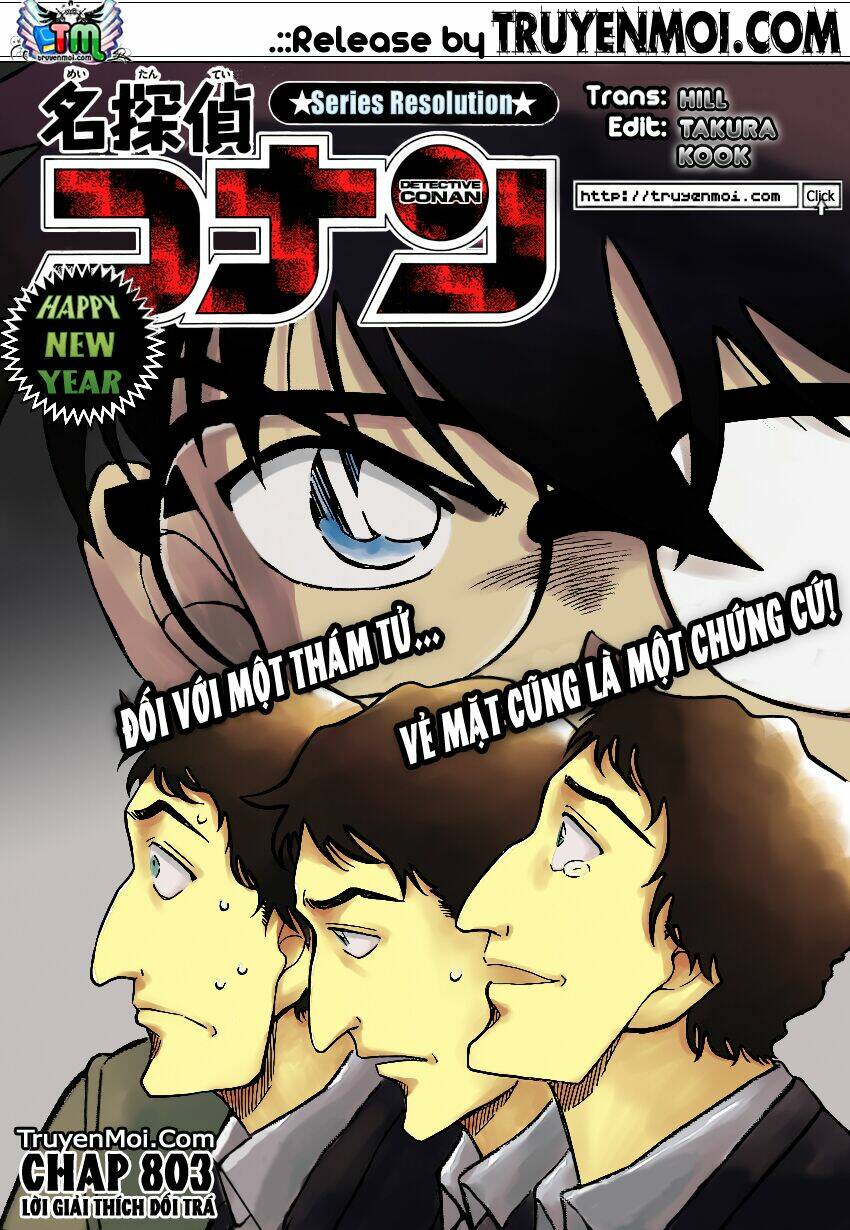 TM
truyenmoi.com
.::Release by TRUYENMOI.COM
めい たん てい
名探偵
★Series Resolution★
Trans: HILL
Edit: TAKURA
KOOK
コナン
DETECTIVE
CONAN
http://truyenmoi.com Click
HAPPY
NEW
YEAR
ĐỐI VỚI MỘT THÁM TỬ...
VẺ MẶT CŨNG LÀ MỘT CHỨNG CỨ!
TruyenMoi.Com
CHAP 803
LỜI GIẢI THÍCH DỐI TRÁ